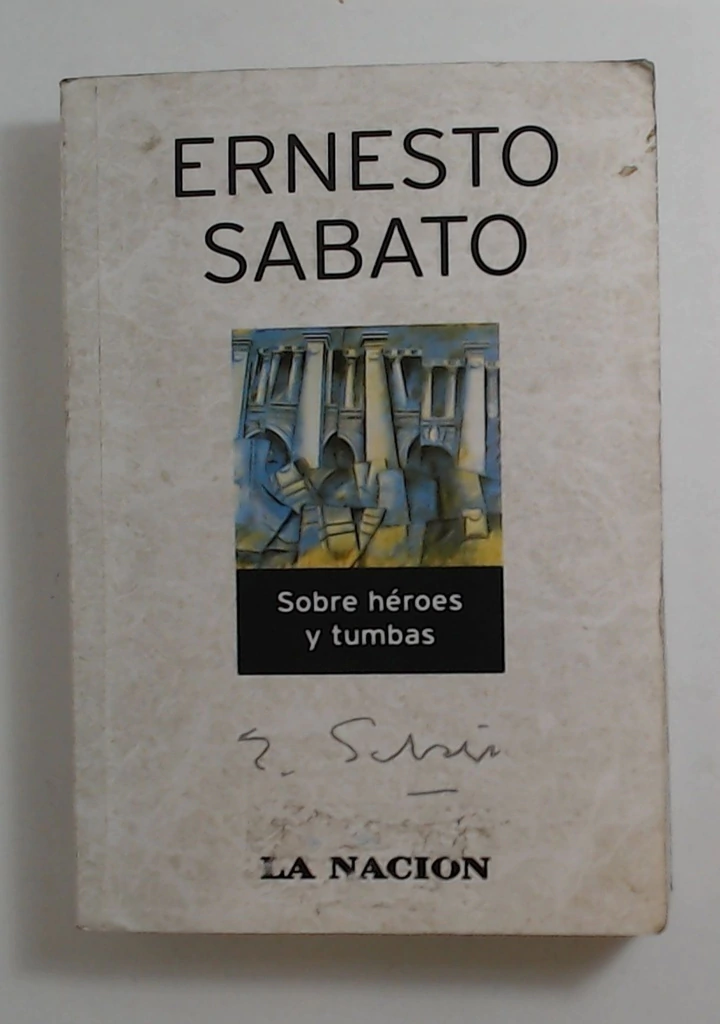 ERNESTO
SABATO
Sobre héroes
y tumbas
LA NACION